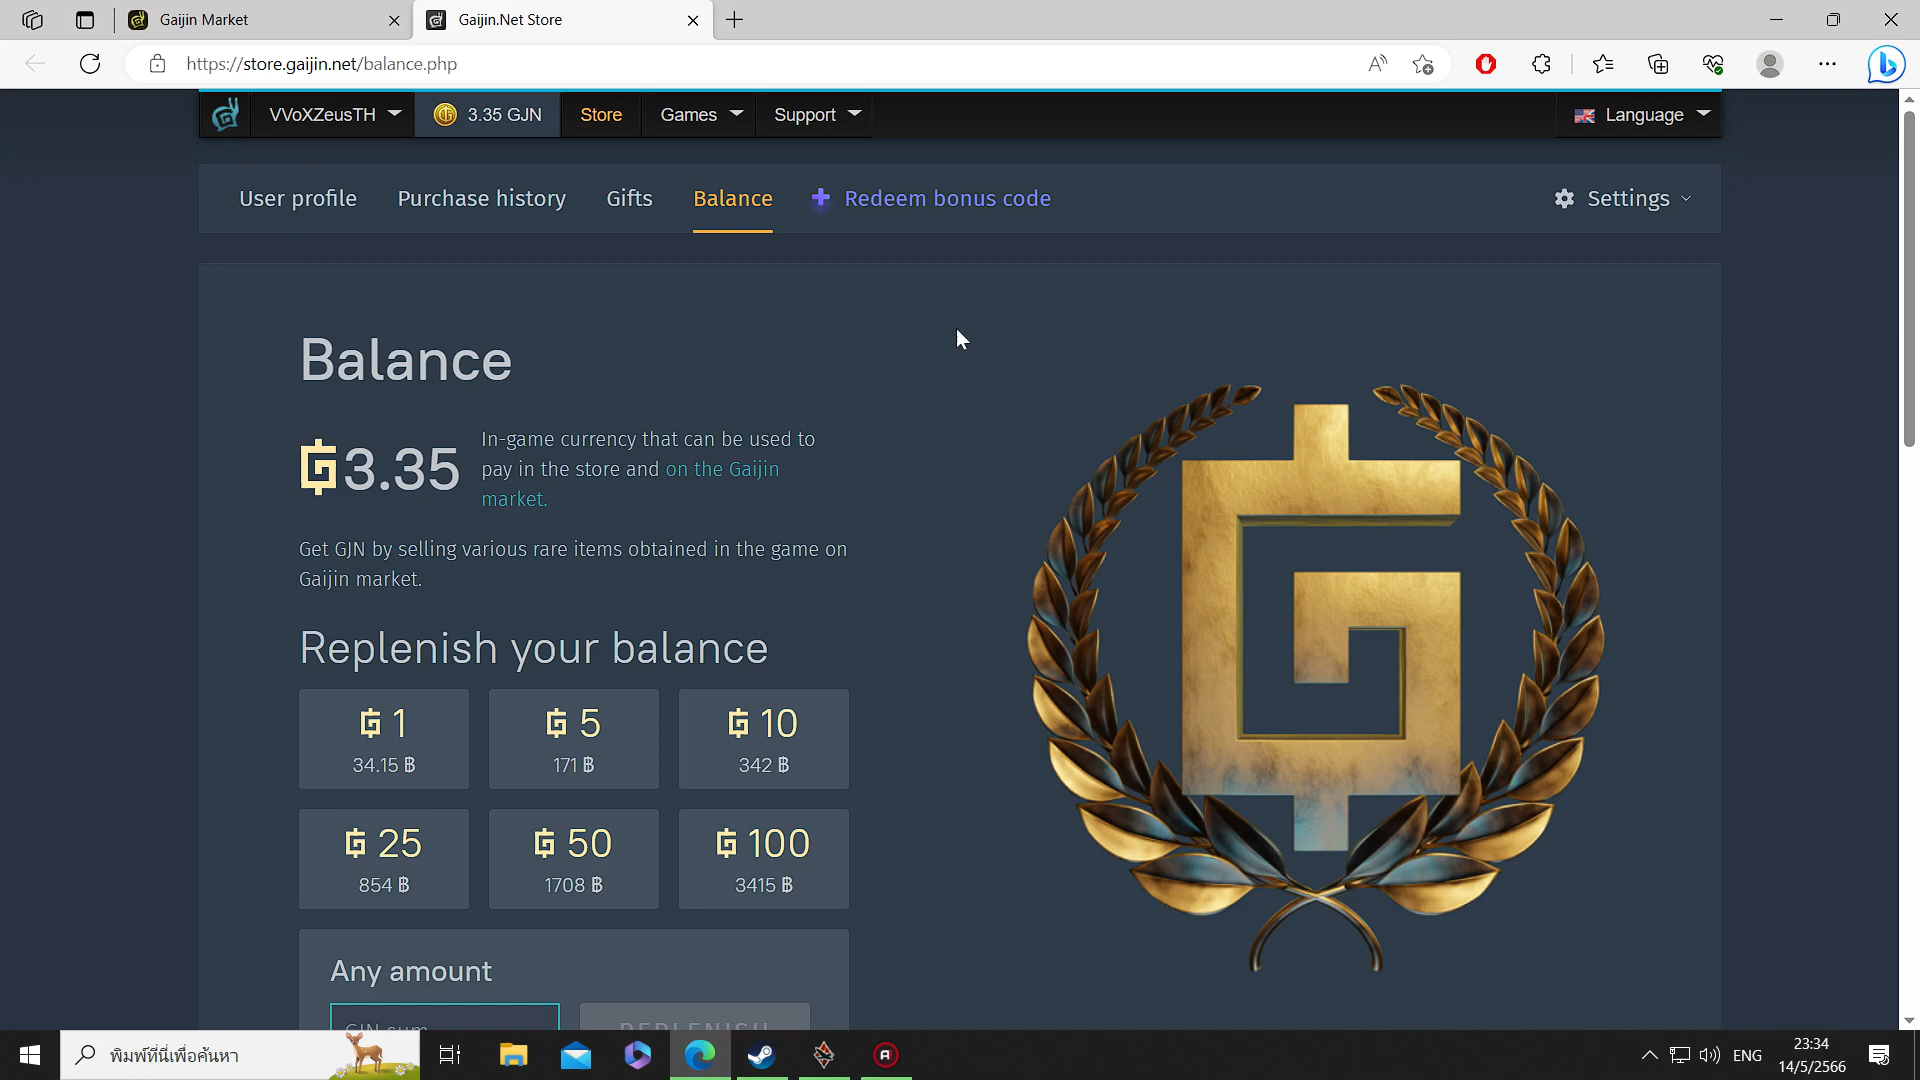 Gaijin Market
Gaijin.Net Store
https://store.gaijin.net/balance.php
VVoXZeusTH
3.35 GJN
Store
Games
Support
Language
User profile
Purchase history
Gifts
Balance
Redeem bonus code
Settings
Balance
3.35
In-game currency that can be used to
pay in the store and on the Gaijin
market.
Get GJN by selling various rare items obtained in the game on
Gaijin market.
Replenish your balance
1
5
10
34.15 ฿
171 ฿
342 ฿
25
50
100
854 ฿
1708 ฿
3415 ฿
Any amount
GJN sum
REPLENISH
พิมพ์ที่นี่เพื่อค้นหา
ENG
23:34
14/5/2566